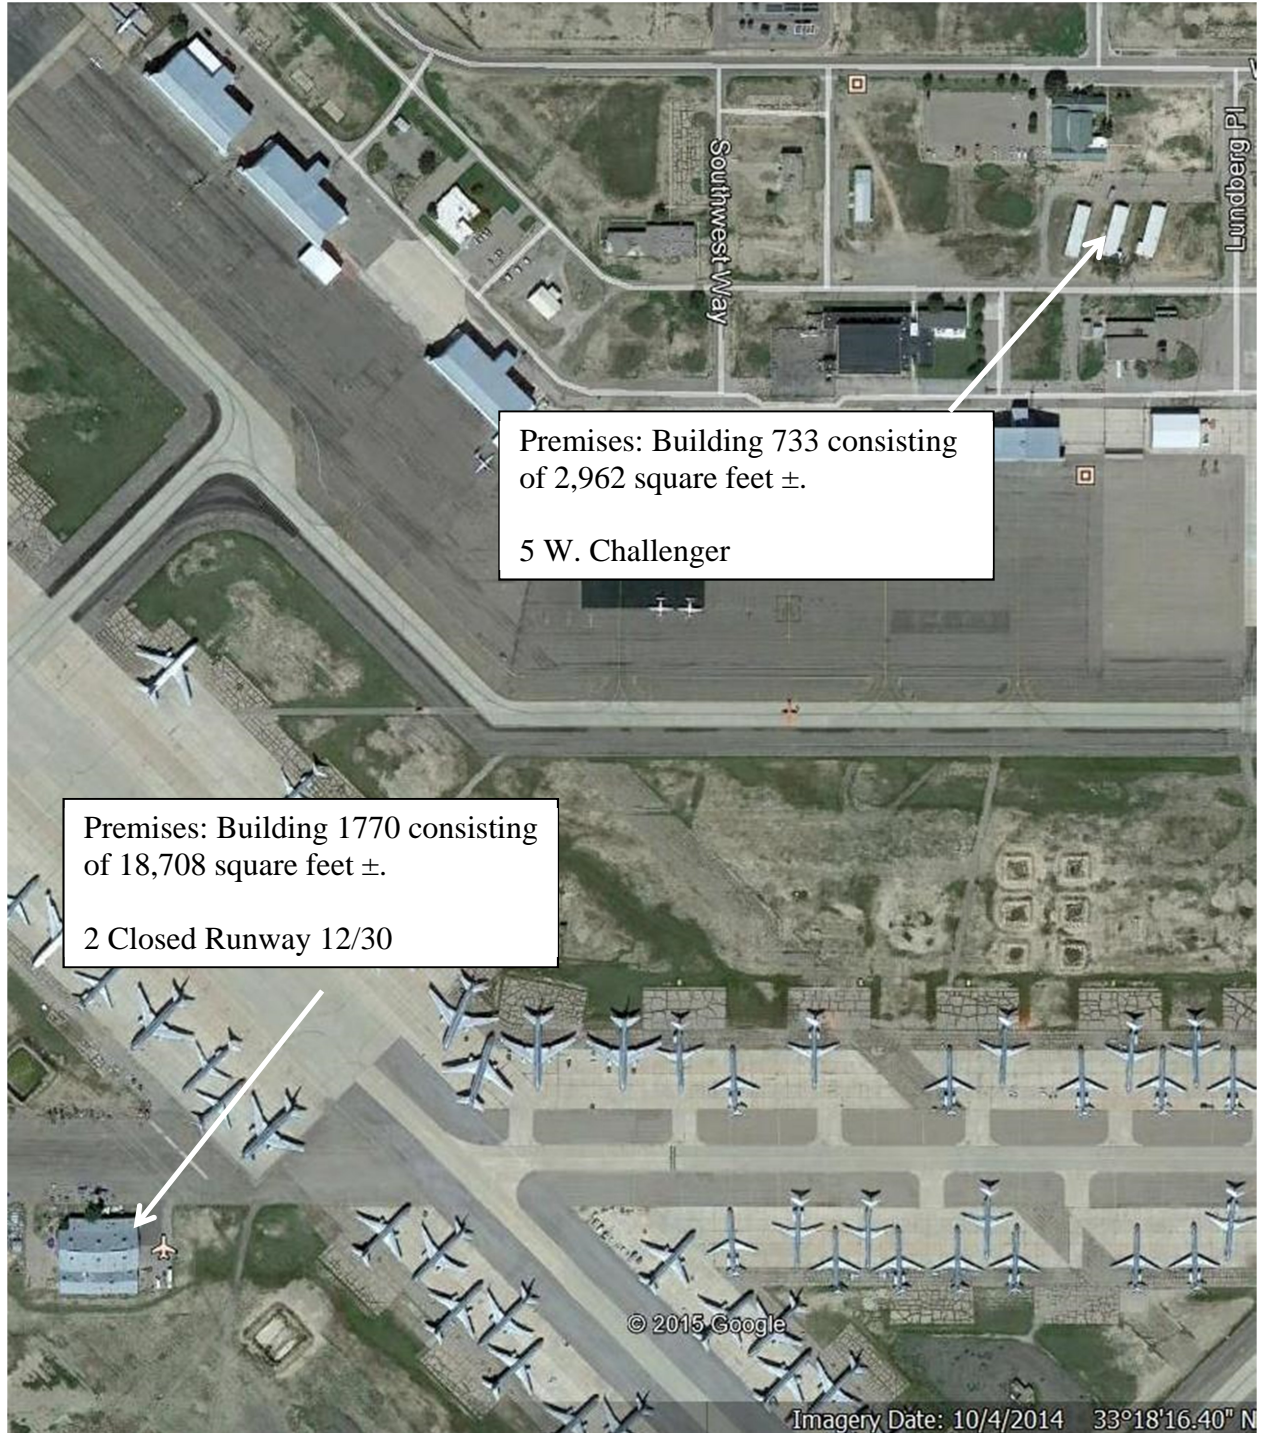 Southwest Way
Lundberg Pl
Premises: Building 733 consisting
of 2,962 square feet ±.
5 W. Challenger
Premises: Building 1770 consisting
of 18,708 square feet ±.
2 Closed Runway 12/30
© 2015 Google
Imagery Date: 10/4/2014 33°18'16.40" N